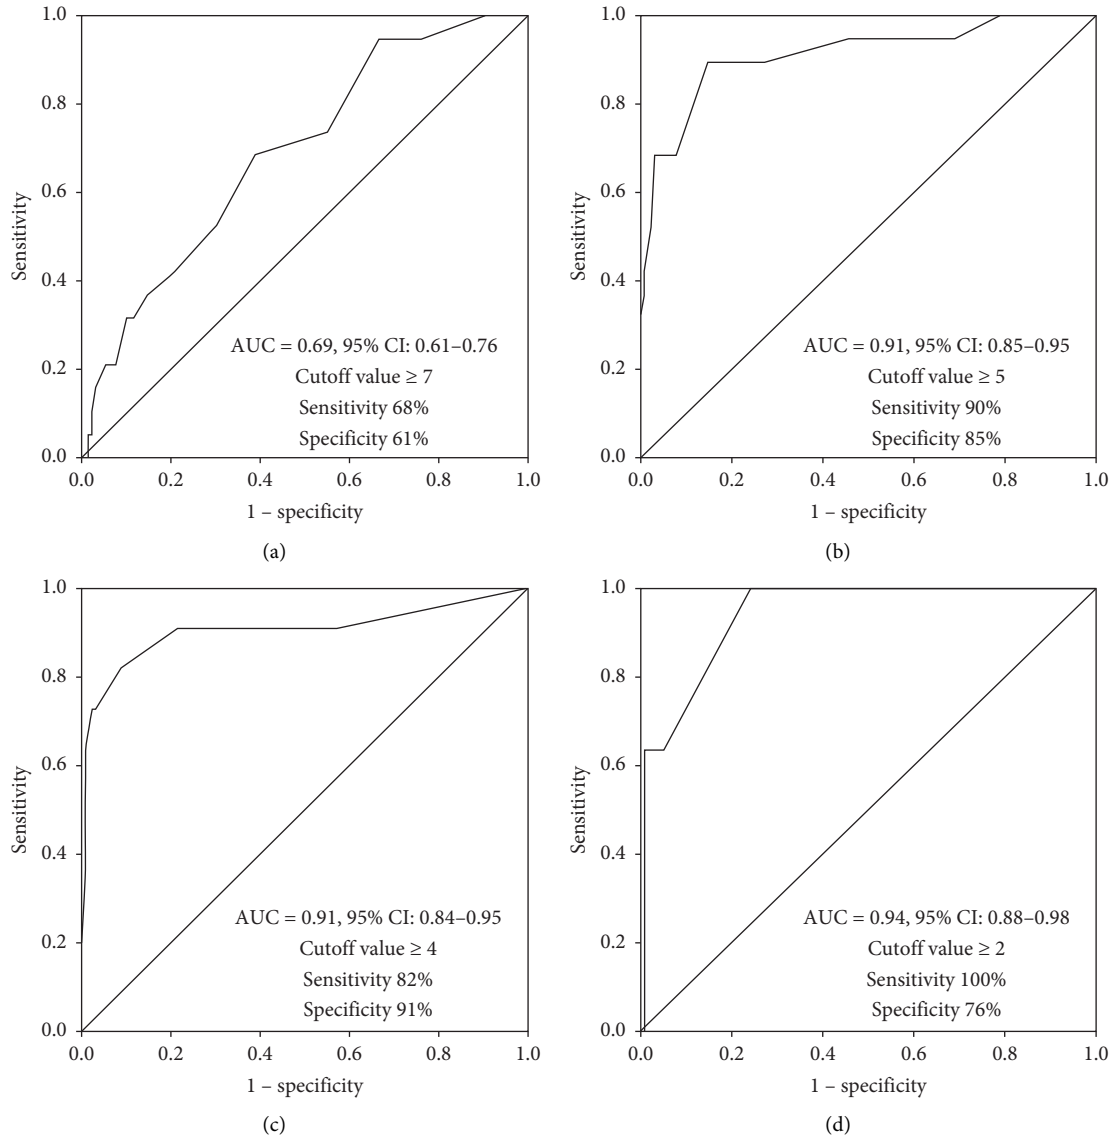 1.0
0.8
0.6
0.4
0.2
0.0
Sensitivity
AUC = 0.69, 95% CI: 0.61–0.76
Cutoff value ≥ 7
Sensitivity 68%
Specificity 61%
0.0 0.2 0.4 0.6 0.8 1.0
1 – specificity
(a)
1.0
0.8
0.6
0.4
0.2
0.0
Sensitivity
AUC = 0.91, 95% CI: 0.85–0.95
Cutoff value ≥ 5
Sensitivity 90%
Specificity 85%
0.0 0.2 0.4 0.6 0.8 1.0
1 – specificity
(b)
1.0
0.8
0.6
0.4
0.2
0.0
Sensitivity
AUC = 0.91, 95% CI: 0.84–0.95
Cutoff value ≥ 4
Sensitivity 82%
Specificity 91%
0.0 0.2 0.4 0.6 0.8 1.0
1 – specificity
(c)
1.0
0.8
0.6
0.4
0.2
0.0
Sensitivity
AUC = 0.94, 95% CI: 0.88–0.98
Cutoff value ≥ 2
Sensitivity 100%
Specificity 76%
0.0 0.2 0.4 0.6 0.8 1.0
1 – specificity
(d)